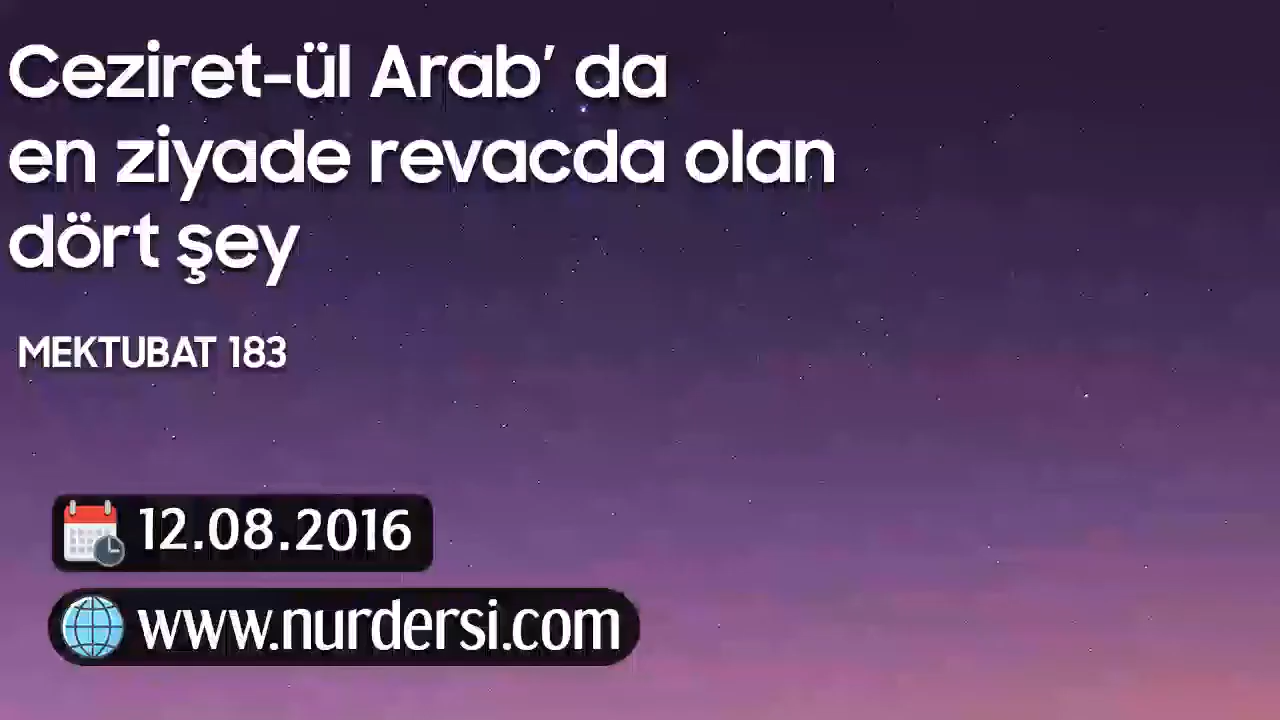 Ceziret-ül Arab’ da
en ziyade revacda olan
dört şey
MEKTUBAT 183
12.08.2016
www.nurdersi.com